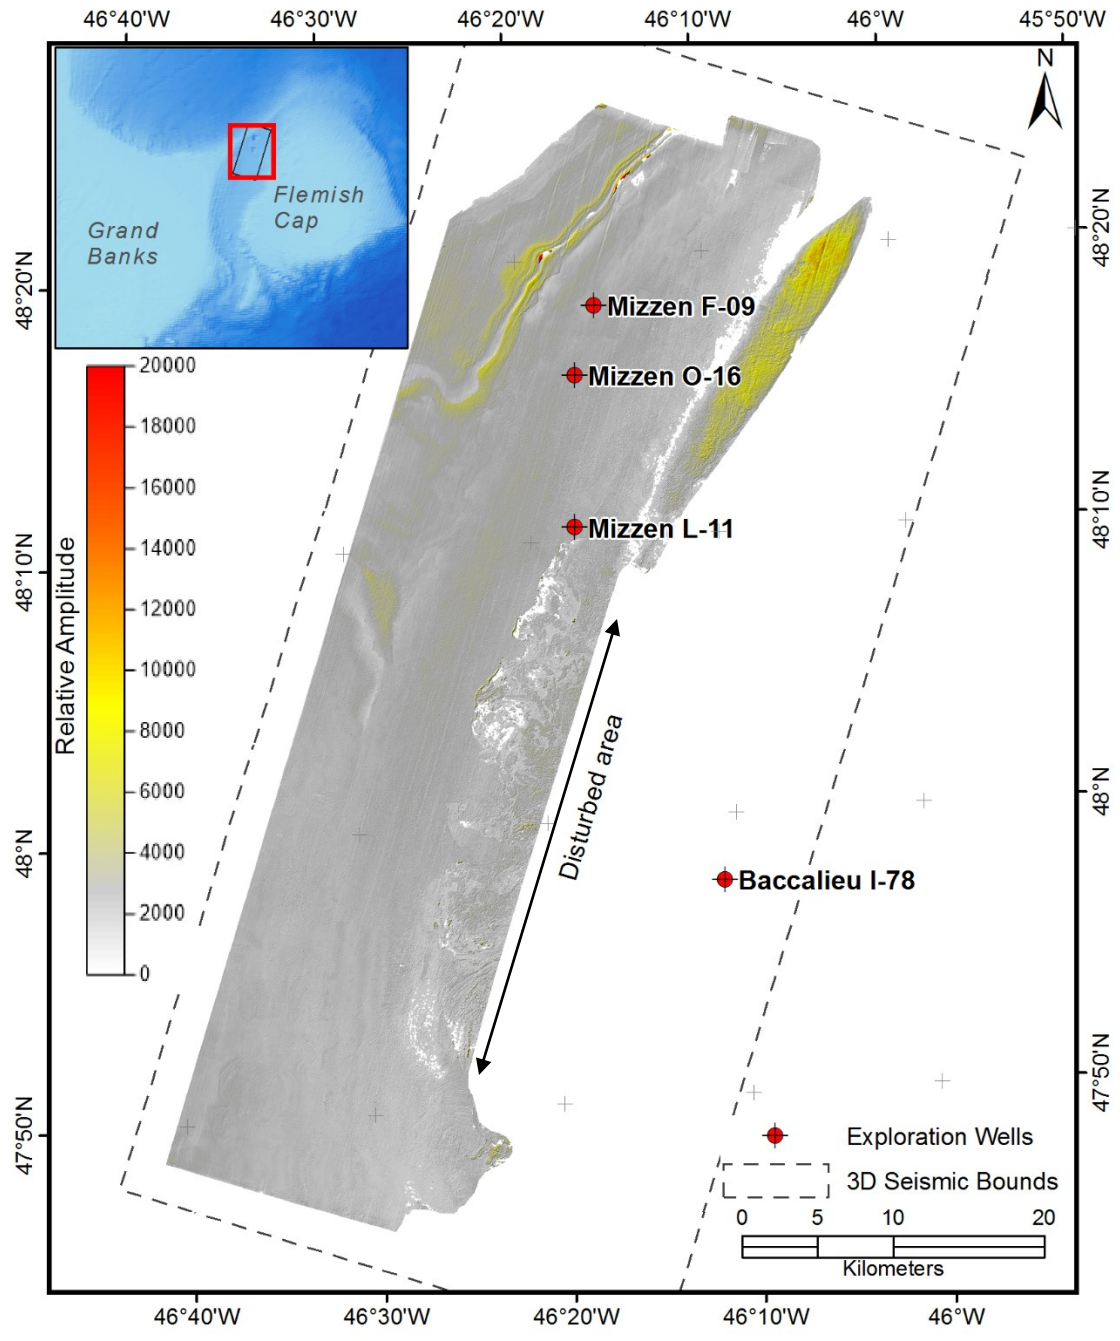 46°40'W
46°30'W
46°20'W
46°10'W
46°W
45°50'W
N
Flemish
Cap
Grand
Banks
48°20'N
48°20'N
Mizzen F-09
Mizzen O-16
Mizzen L-11
20000
18000
16000
14000
12000
10000
8000
6000
4000
2000
0
Relative Amplitude
48°10'N
48°10'N
Disturbed area
48°N
48°N
Baccalieu I-78
47°50'N
47°50'N
Exploration Wells
3D Seismic Bounds
0 5 10 20
Kilometers
46°40'W
46°30'W
46°20'W
46°10'W
46°W